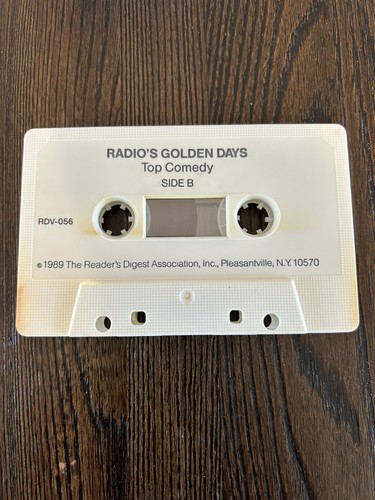 RADIO'S GOLDEN DAYS
Top Comedy
SIDE B
RDV-056
℗1989 The Reader's Digest Association, Inc., Pleasantville, N.Y. 10570